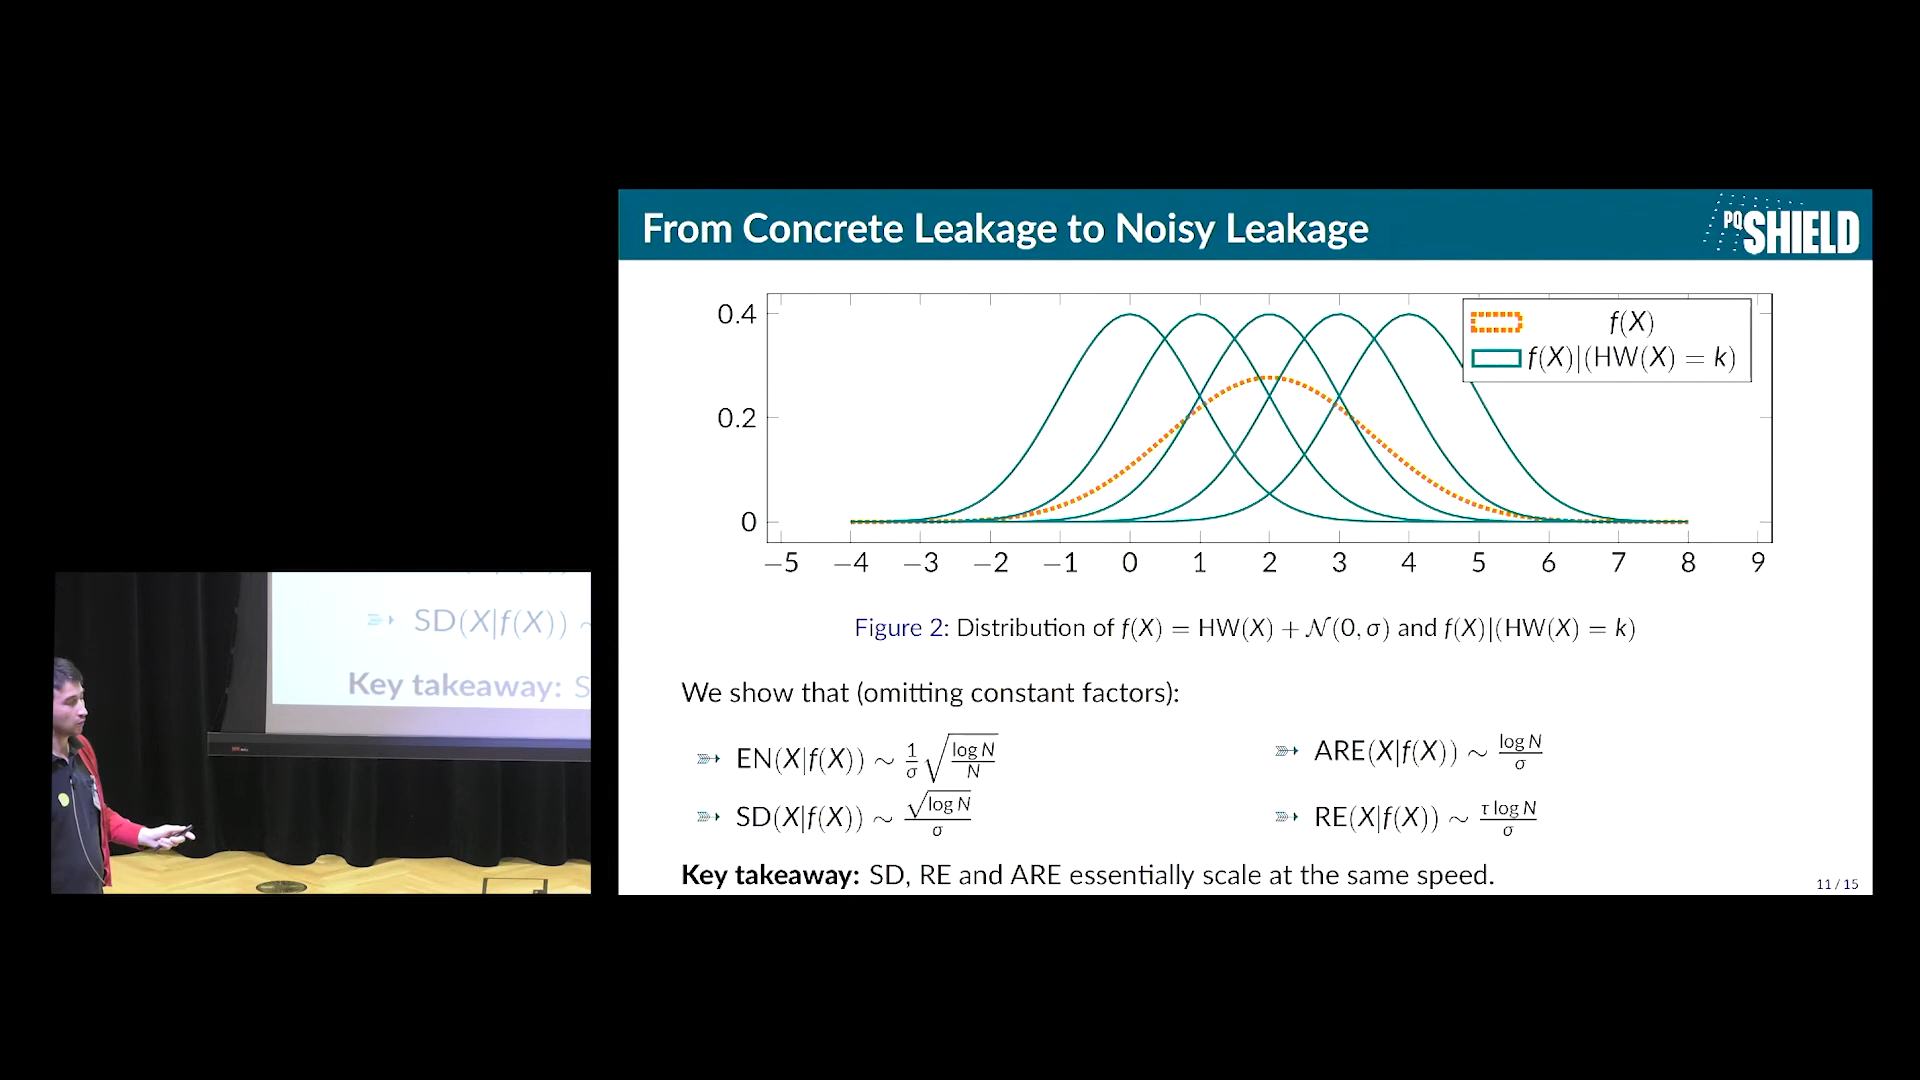 From Concrete Leakage to Noisy Leakage
PQ SHIELD
0.4
0.2
0
−5 −4 −3 −2 −1 0 1 2 3 4 5 6 7 8 9
f(X)
f(X)|(HW(X) = k)
Figure 2: Distribution of f(X) = HW(X) + 𝒩(0, σ) and f(X)|(HW(X) = k)
We show that (omitting constant factors):
EN(X|f(X)) ∼ 1/σ √(log N/N)
ARE(X|f(X)) ∼ log N/σ
SD(X|f(X)) ∼ √log N/σ
RE(X|f(X)) ∼ τ log N/σ
Key takeaway: SD, RE and ARE essentially scale at the same speed.
11 / 15
SD(X|f(X)) ∼
Key takeaway: S